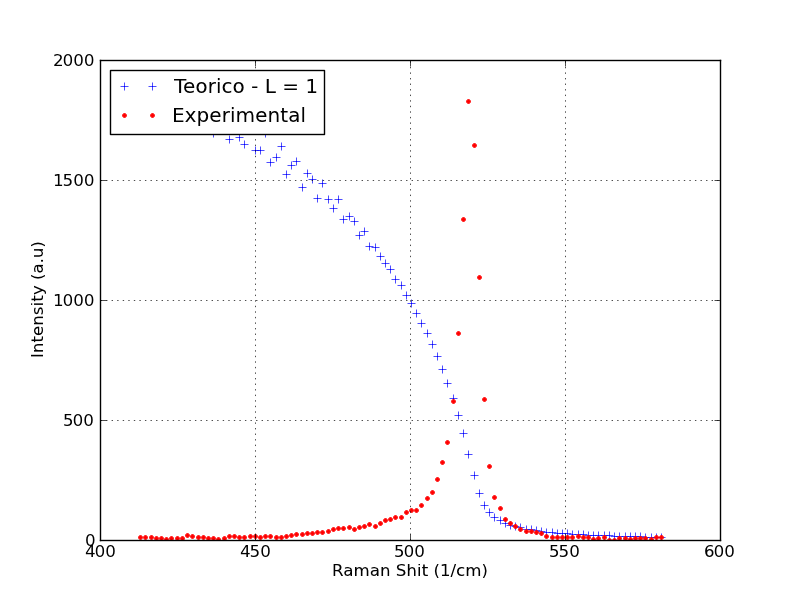 2000
Teorico - L = 1
Experimental
1500
1000
500
0
Intensity (a.u)
400 450 500 550 600
Raman Shit (1/cm)